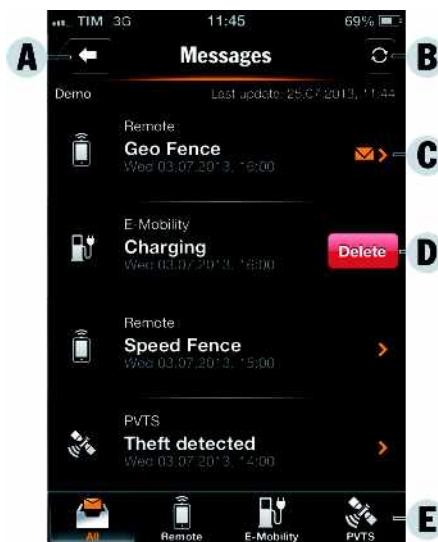 TIM 3G 11:45 69%
A Messages B
Demo Last update: 25.07.2013, 11:44
Remote
Geo Fence C
Wed 03.07.2013, 16:00
E-Mobility
Charging
Delete D
Wed 03.07.2013, 16:00
Remote
Speed Fence
Wed 03.07.2013, 15:00
PVTS
Theft detected
Wed 03.07.2013, 14:00
All Remote E-Mobility PVTS E